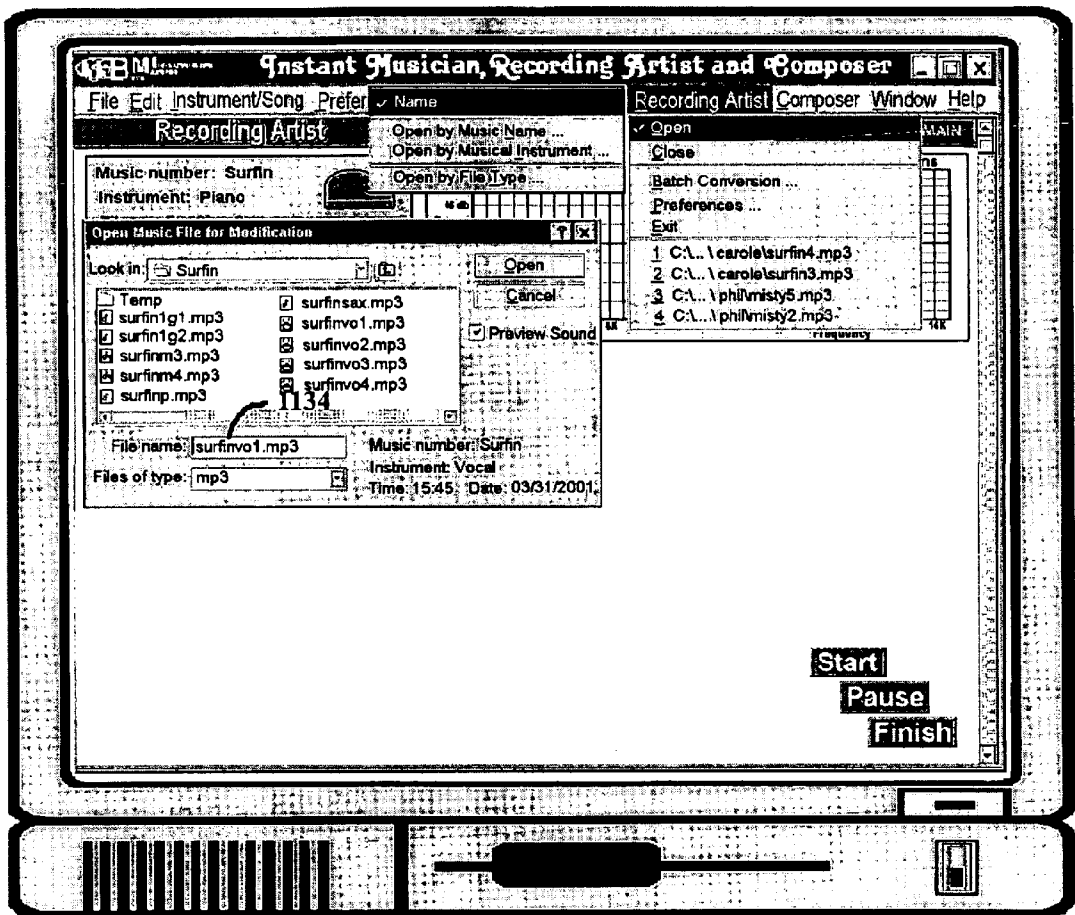 Instant Musician, Recording Artist and Composer
File Edit Instrument/Song Prefer
Recording Artist Composer Window Help
Recording Artist
MAIN
Name
Open by Music Name ...
Open by Musical Instrument ...
Open by File Type ...
Open
Close
Batch Conversion ...
Preferences ...
Exit
1 C:\...\carole\surfin4.mp3
2 C:\...\carole\surfin3.mp3
3 C:\...\phil\misty5.mp3
4 C:\...\phil\misty2.mp3
Music number: Surfin
Instrument: Piano
Frequency
Open Music File for Modification
Look in: Surfin
Open
Cancel
Preview Sound
Temp
surfin1g1.mp3
surfin1g2.mp3
surfinm3.mp3
surfinm4.mp3
surfinp.mp3
surfinsax.mp3
surfinvo1.mp3
surfinvo2.mp3
surfinvo3.mp3
surfinvo4.mp3
1134
File name: surfinvo1.mp3
Files of type: mp3
Music number: Surfin
Instrument: Vocal
Time: 15:45 Date: 03/31/2001
Start
Pause
Finish